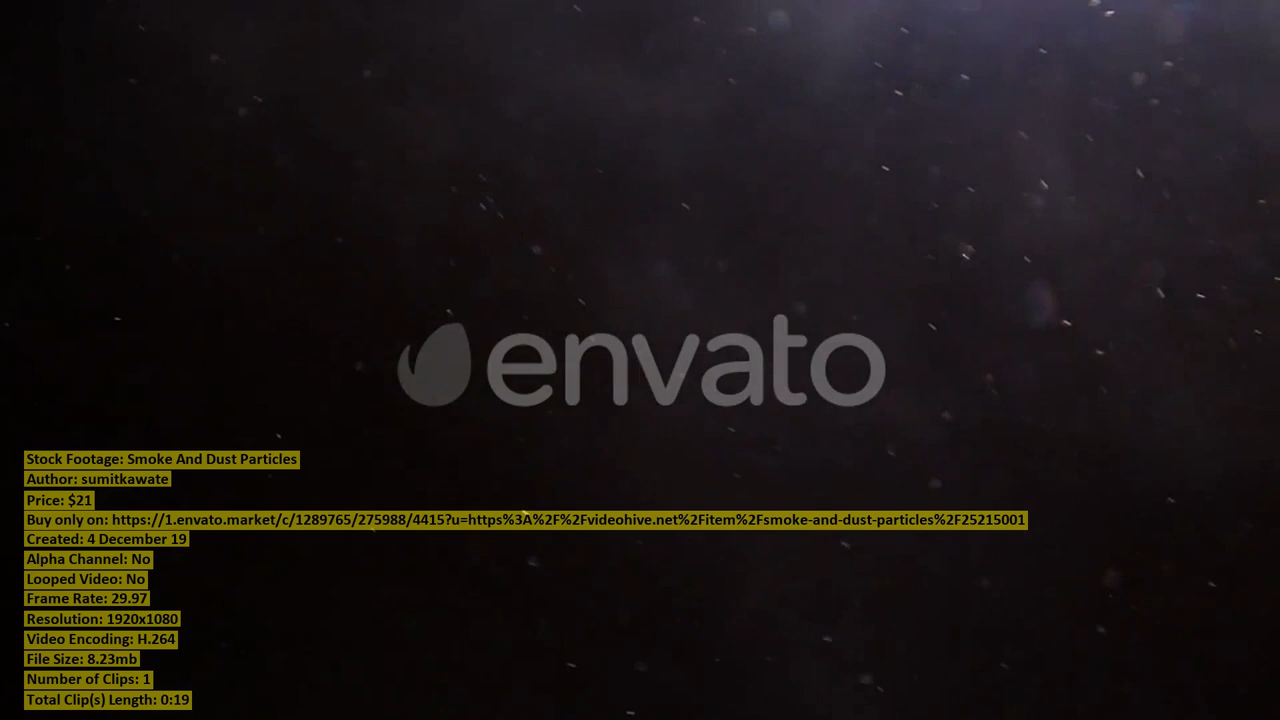 envato
Stock Footage: Smoke And Dust Particles
Author: sumitkawate
Price: $21
Buy only on: https://1.envato.market/c/1289765/275988/4415?u=https%3A%2F%2Fvideohive.net%2Fitem%2Fsmoke-and-dust-particles%2F25215001
Created: 4 December 19
Alpha Channel: No
Looped Video: No
Frame Rate: 29.97
Resolution: 1920x1080
Video Encoding: H.264
File Size: 8.23mb
Number of Clips: 1
Total Clip(s) Length: 0:19